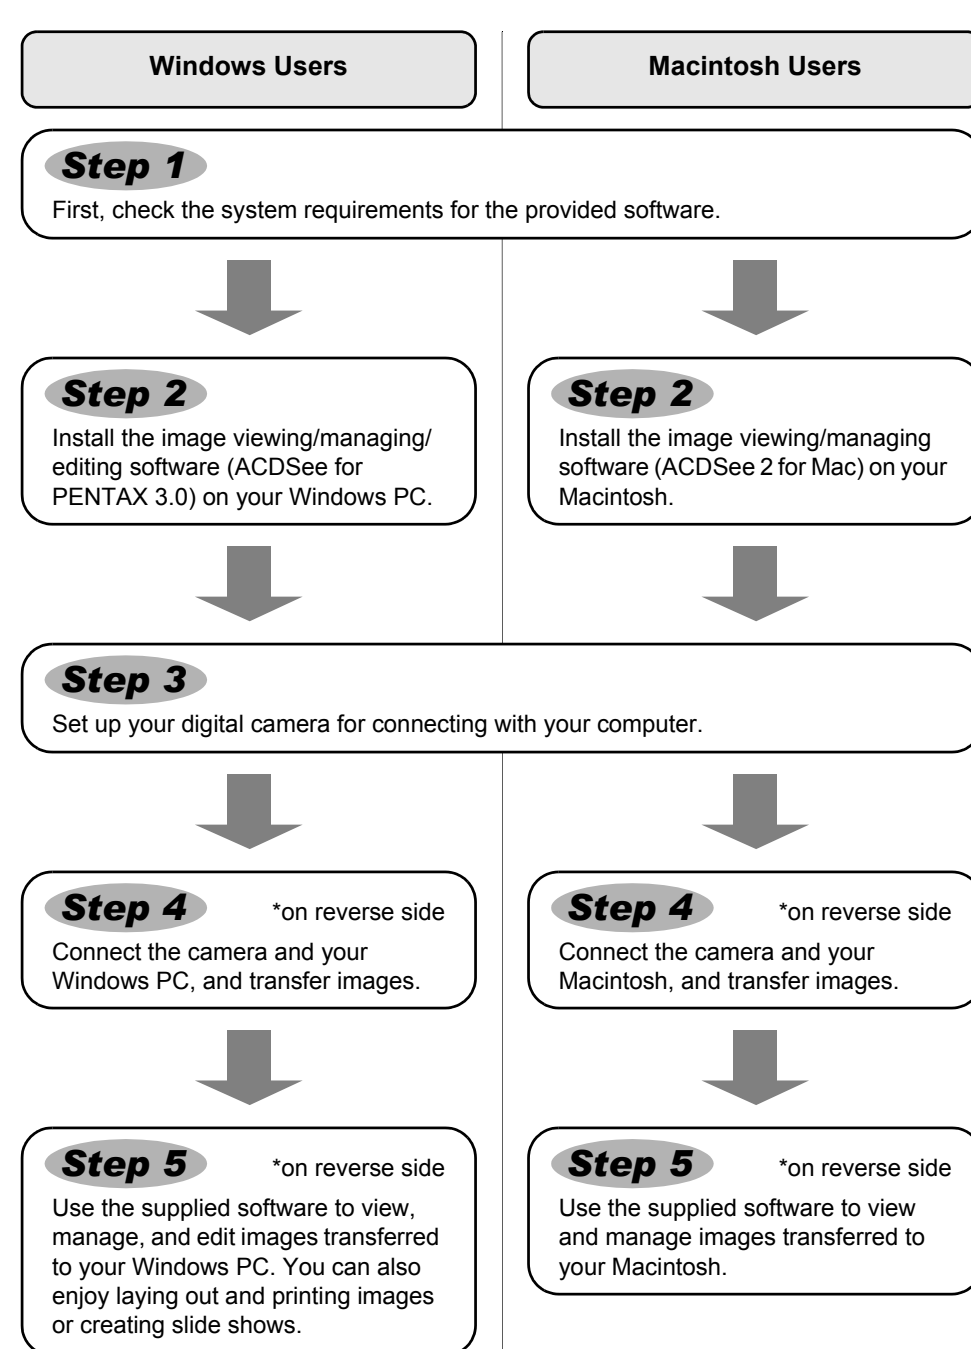 Windows Users
Macintosh Users
Step 1
First, check the system requirements for the provided software.
Step 2
Install the image viewing/managing/
editing software (ACDSee for
PENTAX 3.0) on your Windows PC.
Step 2
Install the image viewing/managing
software (ACDSee 2 for Mac) on your
Macintosh.
Step 3
Set up your digital camera for connecting with your computer.
Step 4 *on reverse side
Connect the camera and your
Windows PC, and transfer images.
Step 4 *on reverse side
Connect the camera and your
Macintosh, and transfer images.
Step 5 *on reverse side
Use the supplied software to view,
manage, and edit images transferred
to your Windows PC. You can also
enjoy laying out and printing images
or creating slide shows.
Step 5 *on reverse side
Use the supplied software to view
and manage images transferred to
your Macintosh.